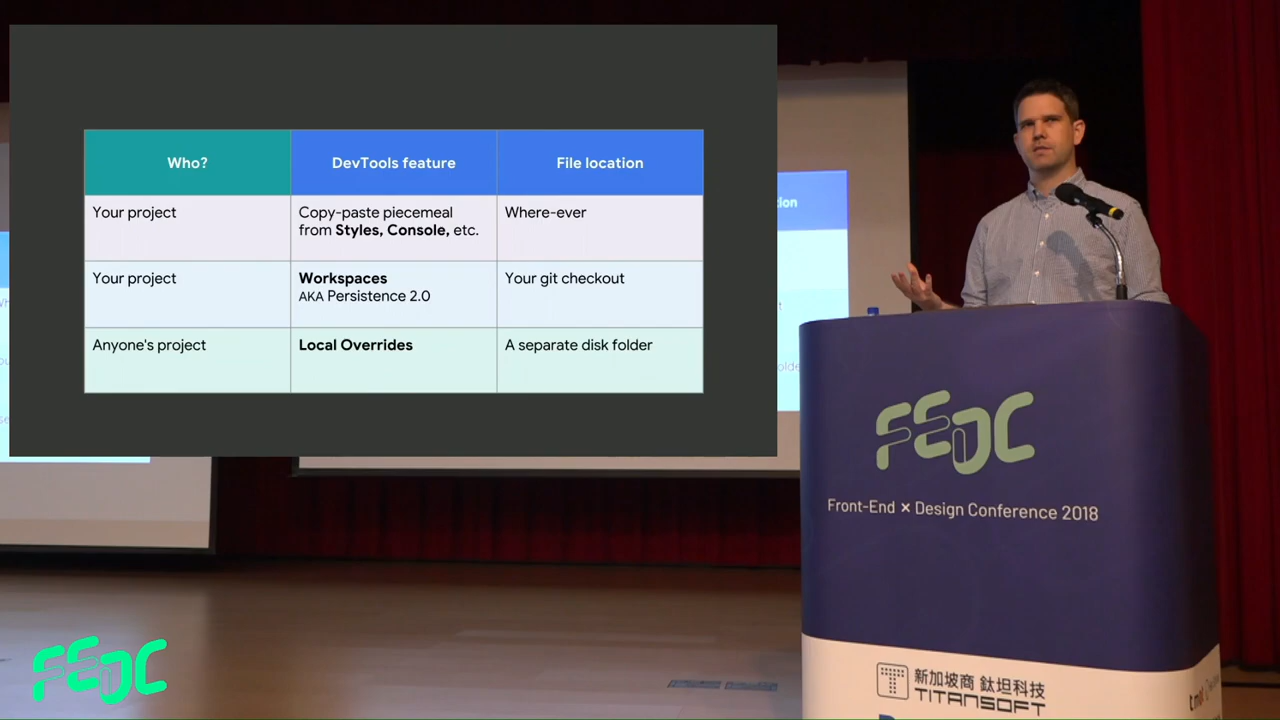 Who?
DevTools feature
File location
Your project
Copy-paste piecemeal
from Styles, Console, etc.
Where-ever
Your project
Workspaces
AKA Persistence 2.0
Your git checkout
Anyone's project
Local Overrides
A separate disk folder
FEDC
Front-End × Design Conference 2018
新加坡商 鈦坦科技
TITANSOFT
FEDC